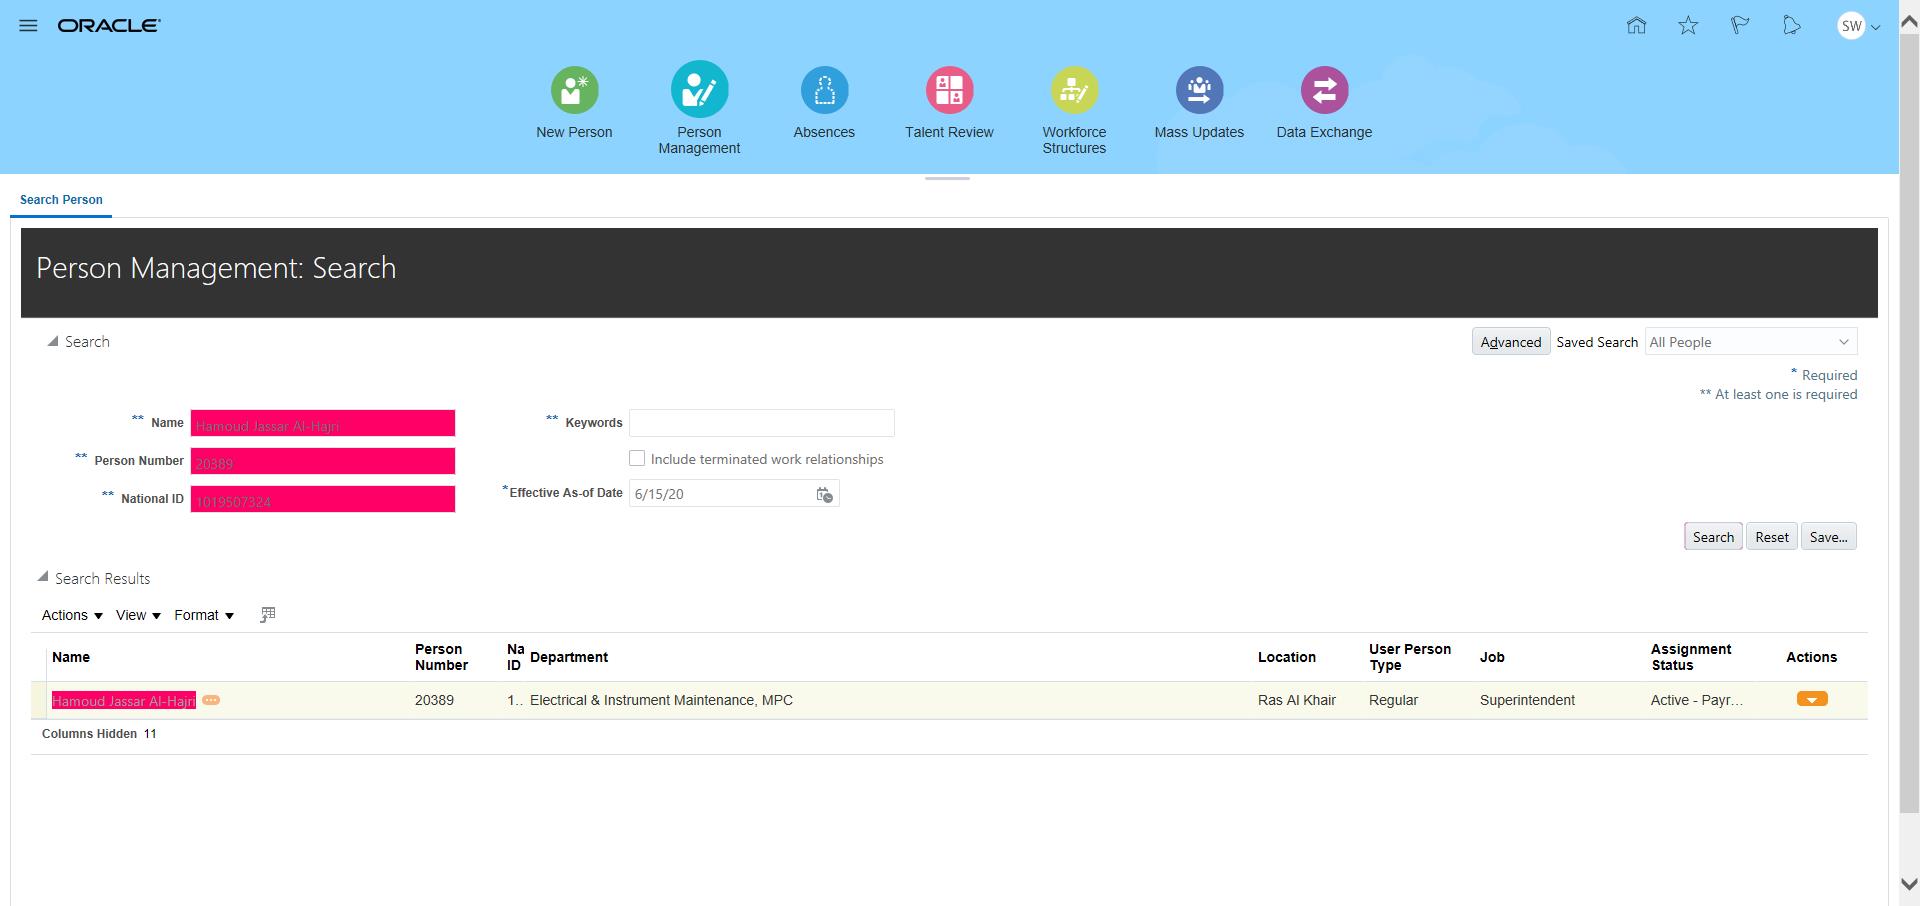 ORACLE
SW
New Person
Person
Management
Absences
Talent Review
Workforce
Structures
Mass Updates
Data Exchange
Search Person
Person Management: Search
Search
Advanced Saved Search All People
* Required
** At least one is required
** Name Hamoud Jassar Al-Hajri
** Keywords
** Person Number 20389
Include terminated work relationships
** National ID 1019507324
*Effective As-of Date 6/15/20
Search Reset Save...
Search Results
Actions View Format
Name Person Number Na ID Department Location User Person Type Job Assignment Status Actions
Hamoud Jassar Al-Hajri 20389 1.. Electrical & Instrument Maintenance, MPC Ras Al Khair Regular Superintendent Active - Payr...
Columns Hidden 11